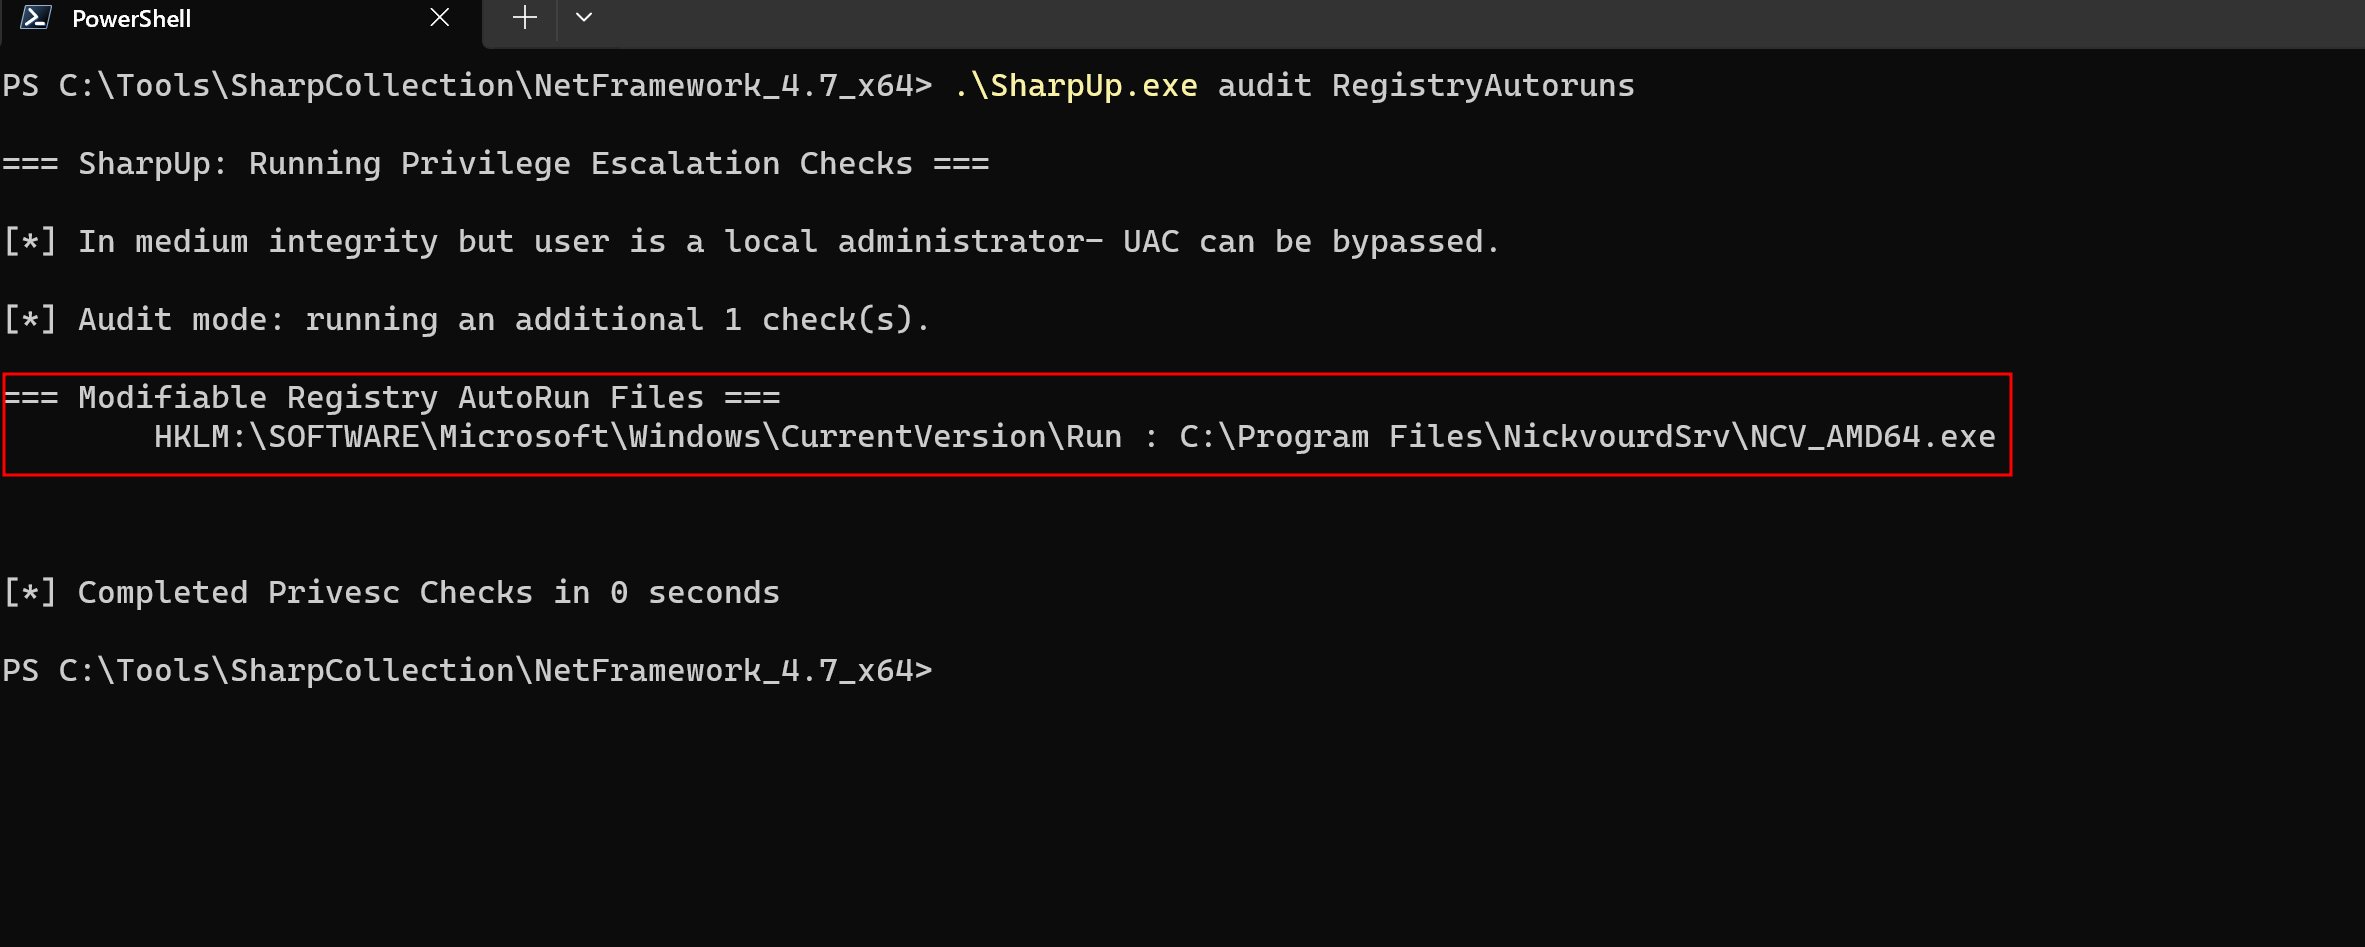 PowerShell
PS C:\Tools\SharpCollection\NetFramework_4.7_x64> .\SharpUp.exe audit RegistryAutoruns
=== SharpUp: Running Privilege Escalation Checks ===
[*] In medium integrity but user is a local administrator- UAC can be bypassed.
[*] Audit mode: running an additional 1 check(s).
=== Modifiable Registry AutoRun Files ===
HKLM:\SOFTWARE\Microsoft\Windows\CurrentVersion\Run : C:\Program Files\NickvourdSrv\NCV_AMD64.exe
[*] Completed Privesc Checks in 0 seconds
PS C:\Tools\SharpCollection\NetFramework_4.7_x64>